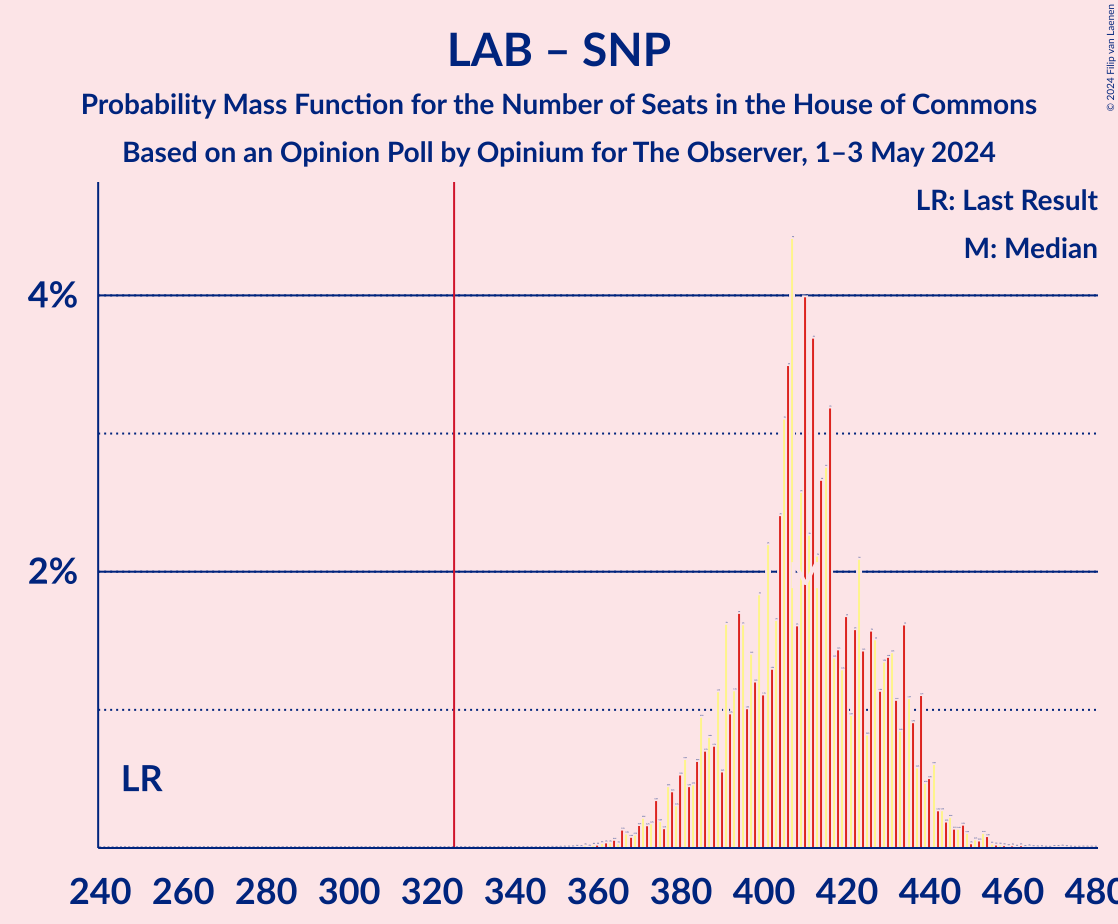 LAB – SNP
Probability Mass Function for the Number of Seats in the House of Commons
Based on an Opinion Poll by Opinium for The Observer, 1–3 May 2024
© 2024 Filip van Laenen
LR: Last Result
M: Median
4%
2%
LR
M
240 260 280 300 320 340 360 380 400 420 440 460 480